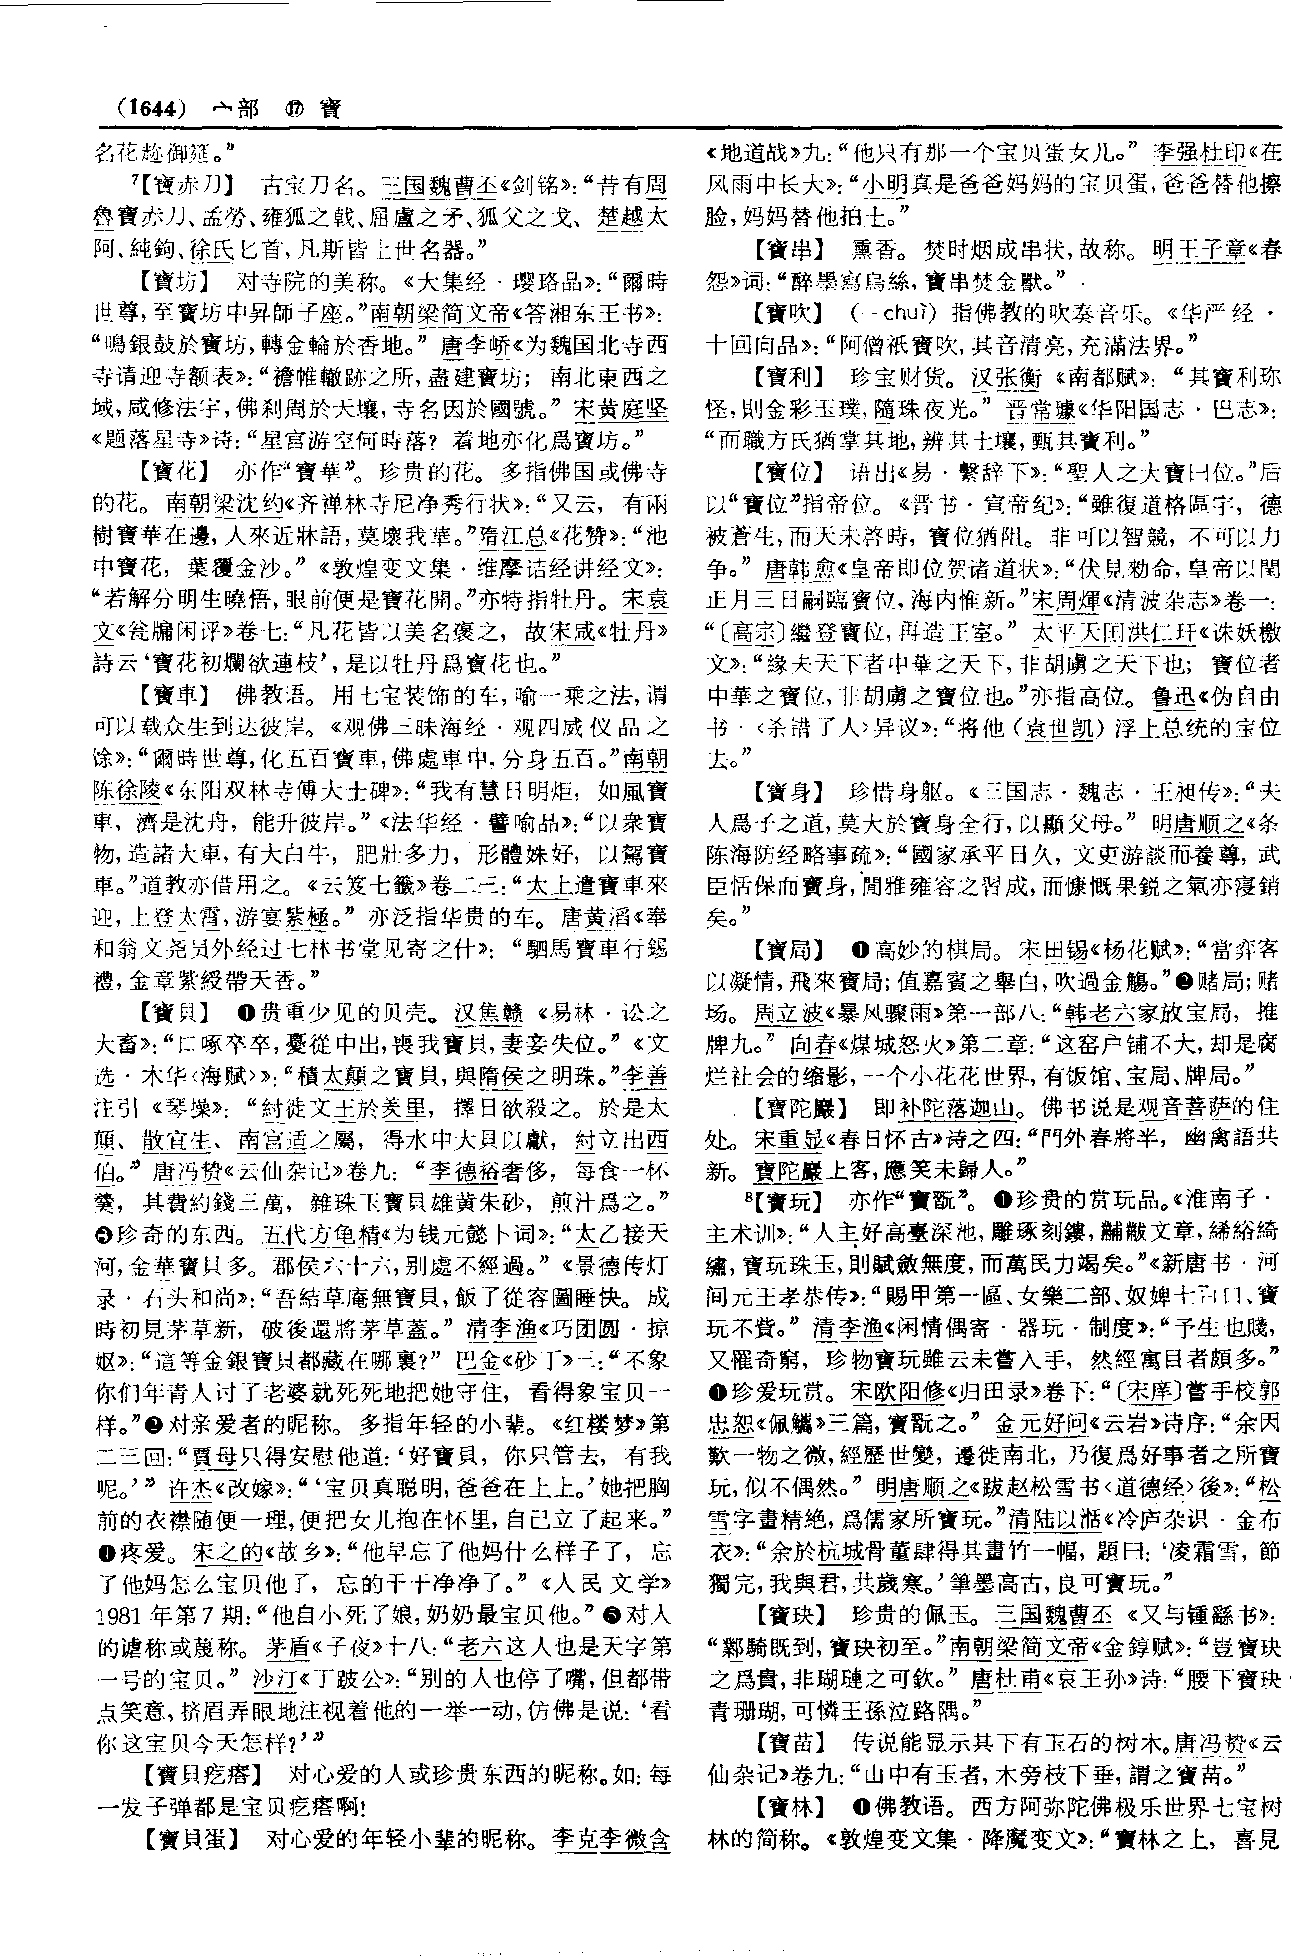 (1644) 宀部 ⑰ 寶
名花趁御筵。”
7【寶赤刀】 古宝刀名。三国魏曹丕《剑铭》：“昔有周
魯寶赤刀、孟勞、雍狐之戟、屈盧之矛、狐父之戈、楚越太
阿、純鉤、徐氏匕首，凡斯皆上世名器。”
【寶坊】 对寺院的美称。《大集经·璎珞品》：“爾時
世尊，至寶坊中昇師子座。”南朝梁简文帝《答湘东王书》：
“鳴銀鼓於寶坊，轉金輪於香地。” 唐李峤《为魏国北寺西
寺请迎寺额表》：“襜帷轍跡之所，盡建寶坊； 南北東西之
域，咸修法宇，佛刹周於大壤，寺名因於國號。” 宋黄庭坚
《题落星寺》诗：“星宫游空何時落？ 着地亦化爲寶坊。”
【寶花】 亦作“寶華”。珍贵的花。多指佛国或佛寺
的花。南朝梁沈约《齐禅林寺尼净秀行状》：“又云， 有兩
樹寶華在邊，人來近牀語，莫壞我華。”隋江总《花赞》：“池
中寶花， 葉覆金沙。”《敦煌变文集·维摩诘经讲经文》：
“若解分明生曉悟，眼前便是寶花開。”亦特指牡丹。宋袁
文《瓮牖闲评》卷七：“凡花皆以美名褒之， 故宋咸《牡丹》
詩云‘寶花初爛欲連枝’，是以牡丹爲寶花也。”
【寶車】 佛教语。用七宝装饰的车，喻一乘之法，谓
可以载众生到达彼岸。《观佛三昧海经·观四威仪品之
馀》：“爾時世尊，化五百寶車，佛處車中，分身五百。”南朝
陈徐陵《东阳双林寺傅大士碑》：“我有慧日明炬， 如風寶
車， 濟是沈舟， 能升彼岸。”《法华经·譬喻品》：“以衆寶
物，造諸大車，有大白牛， 肥壯多力， 形體姝好， 以駕寶
車。”道教亦借用之。《云笈七籤》卷二三：“太上遣寶車來
迎，上登太霄，游宴紫極。” 亦泛指华贵的车。唐黄滔《奉
和翁文尧员外经过七林书堂见寄之什》： “駟馬寶車行錫
禮，金章紫綬帶天香。”
【寶貝】 ❶贵重少见的贝壳。汉焦赣《易林·讼之
大畜》：“口啄卒卒，憂從中出，喪我寶貝，妻妾失位。”《文
选·木华〈海赋〉》：“積太顛之寶貝，與隋侯之明珠。”李善
注引《琴操》： “紂徙文王於羑里， 擇日欲殺之。於是太
顛、散宜生、南宫适之屬， 得水中大貝以獻， 紂立出西
伯。” 唐冯贽《云仙杂记》卷九： “李德裕奢侈， 每食一杯
羹， 其費約錢三萬， 雜珠玉寶貝雄黄朱砂， 煎汁爲之。”
❷珍奇的东西。五代方龟精《为钱元懿卜词》：“太乙接天
河，金華寶貝多。郡侯六十六，别處不經過。”《景德传灯
录·石头和尚》：“吾結草庵無寶貝，飯了從容圖睡快。成
時初見茅草新， 破後還將茅草蓋。” 清李渔《巧团圆·掠
妪》：“這等金銀寶貝都藏在哪裏？” 巴金《砂丁》三：“不象
你们年青人讨了老婆就死死地把她守住， 看得象宝贝一
样。”❸对亲爱者的昵称。多指年轻的小辈。《红楼梦》第
二三回：“賈母只得安慰他道：‘好寶貝， 你只管去， 有我
呢。’” 许杰《改嫁》：“‘宝贝真聪明，爸爸在上上。’她把胸
前的衣襟随便一理，便把女儿抱在怀里，自己立了起来。”
❹疼爱。宋之的《故乡》：“他早忘了他妈什么样子了， 忘
了他妈怎么宝贝他了， 忘的干干净净了。”《人民文学》
1981年第7期：“他自小死了娘，奶奶最宝贝他。”❺对人
的谑称或蔑称。茅盾《子夜》十八：“老六这人也是天字第
一号的宝贝。” 沙汀《丁跛公》：“别的人也停了嘴，但都带
点笑意，挤眉弄眼地注视着他的一举一动，仿佛是说：‘看
你这宝贝今天怎样？’”
【寶貝疙瘩】 对心爱的人或珍贵东西的昵称。如：每
一发子弹都是宝贝疙瘩啊！
【寶貝蛋】 对心爱的年轻小辈的昵称。李克李微含
《地道战》九：“他只有那一个宝贝蛋女儿。” 李强杜印《在
风雨中长大》：“小明真是爸爸妈妈的宝贝蛋，爸爸替他擦
脸，妈妈替他拍土。”
【寶串】 熏香。焚时烟成串状，故称。明王子章《春
怨》词：“醉墨寫烏絲，寶串焚金獸。”
【寶吹】 （-chuī）指佛教的吹奏音乐。《华严经·
十回向品》：“阿僧祇寶吹，其音清亮，充滿法界。”
【寶利】 珍宝财货。汉张衡《南都赋》：“其寶利珎
怪，則金彩玉璞，隨珠夜光。” 晋常璩《华阳国志·巴志》：
“而職方氏猶掌其地，辨其土壤，甄其寶利。”
【寶位】 语出《易·繫辞下》：“聖人之大寶曰位。”后
以“寶位”指帝位。《晋书·宣帝纪》：“雖復道格區宇， 德
被蒼生，而天未啓時， 寶位猶阻。非可以智競， 不可以力
争。” 唐韩愈《皇帝即位贺诸道状》：“伏見勑命，皇帝以閏
正月三日嗣臨寶位，海内惟新。”宋周煇《清波杂志》卷一：
“〔高宗〕繼登寶位，再造王室。” 太平天囯洪仁玕《诛妖檄
文》：“緣夫天下者中華之天下，非胡虜之天下也； 寶位者
中華之寶位，非胡虜之寶位也。”亦指高位。鲁迅《伪自由
书·〈杀错了人〉异议》：“将他（袁世凯）浮上总统的宝位
去。”
【寶身】 珍惜身躯。《三国志·魏志·王昶传》：“夫
人爲子之道，莫大於寶身全行，以顯父母。” 明唐顺之《条
陈海防经略事疏》：“國家承平日久， 文吏游談而養尊，武
臣恬保而寶身，閒雅雍容之習成，而慷慨果鋭之氣亦寖銷
矣。”
【寶局】 ❶高妙的棋局。宋田锡《杨花赋》：“當弈客
以凝情，飛來寶局；值嘉賓之舉白，吹過金觴。”❷赌局；赌
场。周立波《暴风骤雨》第一部八：“韩老六家放宝局， 推
牌九。” 向春《煤城怒火》第二章：“这窑户铺不大，却是腐
烂社会的缩影，一个小花花世界，有饭馆、宝局、牌局。”
【寶陀巖】 即补陀落迦山。佛书说是观音菩萨的住
处。宋重显《春日怀古》诗之四：“門外春將半， 幽禽語共
新。寶陀巖上客，應笑未歸人。”
8【寶玩】 亦作“寶翫”。❶珍贵的赏玩品。《淮南子·
主术训》：“人主好高臺深池，雕琢刻鏤，黼黻文章，絺綌綺
繡，寶玩珠玉，則賦斂無度，而萬民力竭矣。”《新唐书·河
间元王孝恭传》：“賜甲第一區、女樂二部、奴婢七百口、寶
玩不貲。” 清李渔《闲情偶寄·器玩·制度》：“予生也賤，
又罹奇窮， 珍物寶玩雖云未嘗入手， 然經寓目者頗多。”
❷珍爱玩赏。宋欧阳修《归田录》卷下：“〔宋庠〕嘗手校郭
忠恕《佩觿》三篇，寶翫之。” 金元好问《云岩》诗序：“余因
歎一物之微，經歷世變， 遷徙南北， 乃復爲好事者之所寶
玩，似不偶然。” 明唐顺之《跋赵松雪书〈道德经〉後》：“松
雪字畫精絶，爲儒家所寶玩。”清陆以湉《冷庐杂识·金布
衣》：“余於杭城骨董肆得其畫竹一幅， 題曰：‘凌霜雪， 節
獨完，我與君，共歲寒。’筆墨高古，良可寶玩。”
【寶玦】 珍贵的佩玉。三国魏曹丕《又与锺繇书》：
“鄴騎既到，寶玦初至。”南朝梁简文帝《金錞赋》：“豈寶玦
之爲貴，非瑚璉之可欽。” 唐杜甫《哀王孙》诗：“腰下寶玦
青珊瑚，可憐王孫泣路隅。”
【寶苗】 传说能显示其下有玉石的树木。唐冯贽《云
仙杂记》卷九：“山中有玉者，木旁枝下垂，謂之寶苗。”
【寶林】 ❶佛教语。西方阿弥陀佛极乐世界七宝树
林的简称。《敦煌变文集·降魔变文》：“寶林之上， 喜見